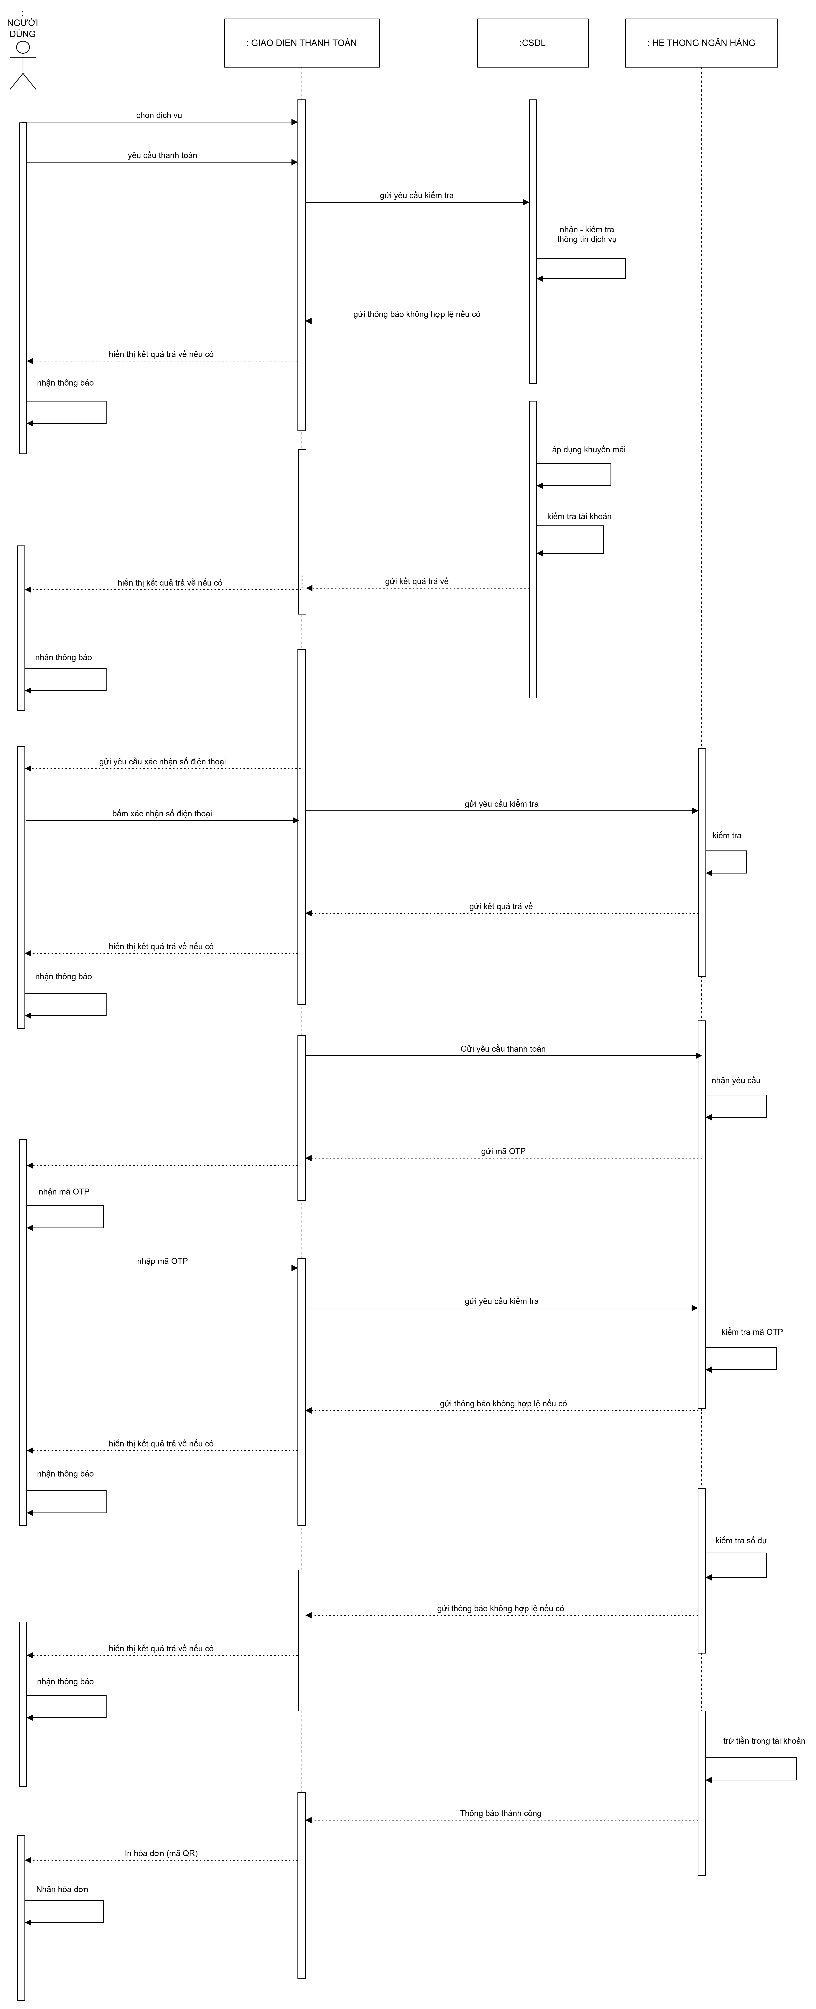 :
NGƯỜI
DÙNG
: GIAO DIEN THANH TOÁN
:CSDL
: HE THONG NGÂN HÀNG
chọn dịch vụ
yêu cầu thanh toán
gửi yêu cầu kiểm tra
nhận - kiểm tra
thông tin dịch vụ
gửi thông báo không hợp lệ nếu có
hiển thị kết quả trả về nếu có
nhận thông báo
áp dụng khuyến mãi
kiểm tra tài khoản
gửi kết quả trả về
hiển thị kết quả trả về nếu có
nhận thông báo
gửi yêu cầu xác nhận số điện thoại
gửi yêu cầu kiểm tra
bấm xác nhận số điện thoại
kiểm tra
gửi kết quả trả về
hiển thị kết quả trả về nếu có
nhận thông báo
Gửi yêu cầu thanh toán
nhận yêu cầu
gửi mã OTP
nhận mã OTP
nhập mã OTP
gửi yêu cầu kiểm tra
kiểm tra mã OTP
gửi thông báo không hợp lệ nếu có
hiển thị kết quả trả về nếu có
nhận thông báo
kiểm tra số dư
gửi thông báo không hợp lệ nếu có
hiển thị kết quả trả về nếu có
nhận thông báo
trừ tiền trong tài khoản
Thông báo thành công
In hóa đơn (mã QR)
Nhận hóa đơn